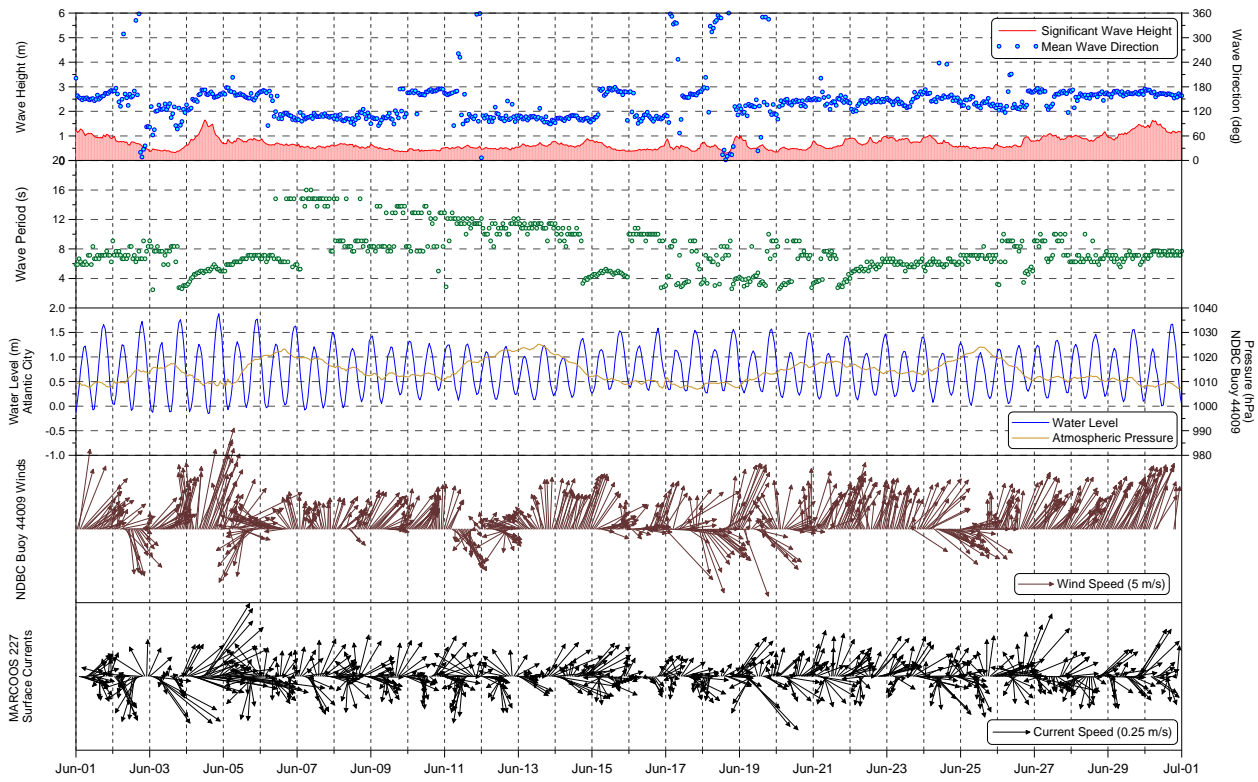 6
5
4
3
2
1
0
Wave Height (m)
360
300
240
180
120
60
0
Wave Direction (deg)
Significant Wave Height
Mean Wave Direction
20
16
12
8
4
Wave Period (s)
2.0
1.5
1.0
0.5
0.0
-0.5
-1.0
Water Level (m)
Atlantic City
1040
1030
1020
1010
1000
990
980
Pressure (hPa)
NDBC Buoy 44009
Water Level
Atmospheric Pressure
NDBC Buoy 44009 Winds
Wind Speed (5 m/s)
MARCOOS 227
Surface Currents
Current Speed (0.25 m/s)
Jun-01 Jun-03 Jun-05 Jun-07 Jun-09 Jun-11 Jun-13 Jun-15 Jun-17 Jun-19 Jun-21 Jun-23 Jun-25 Jun-27 Jun-29 Jul-01